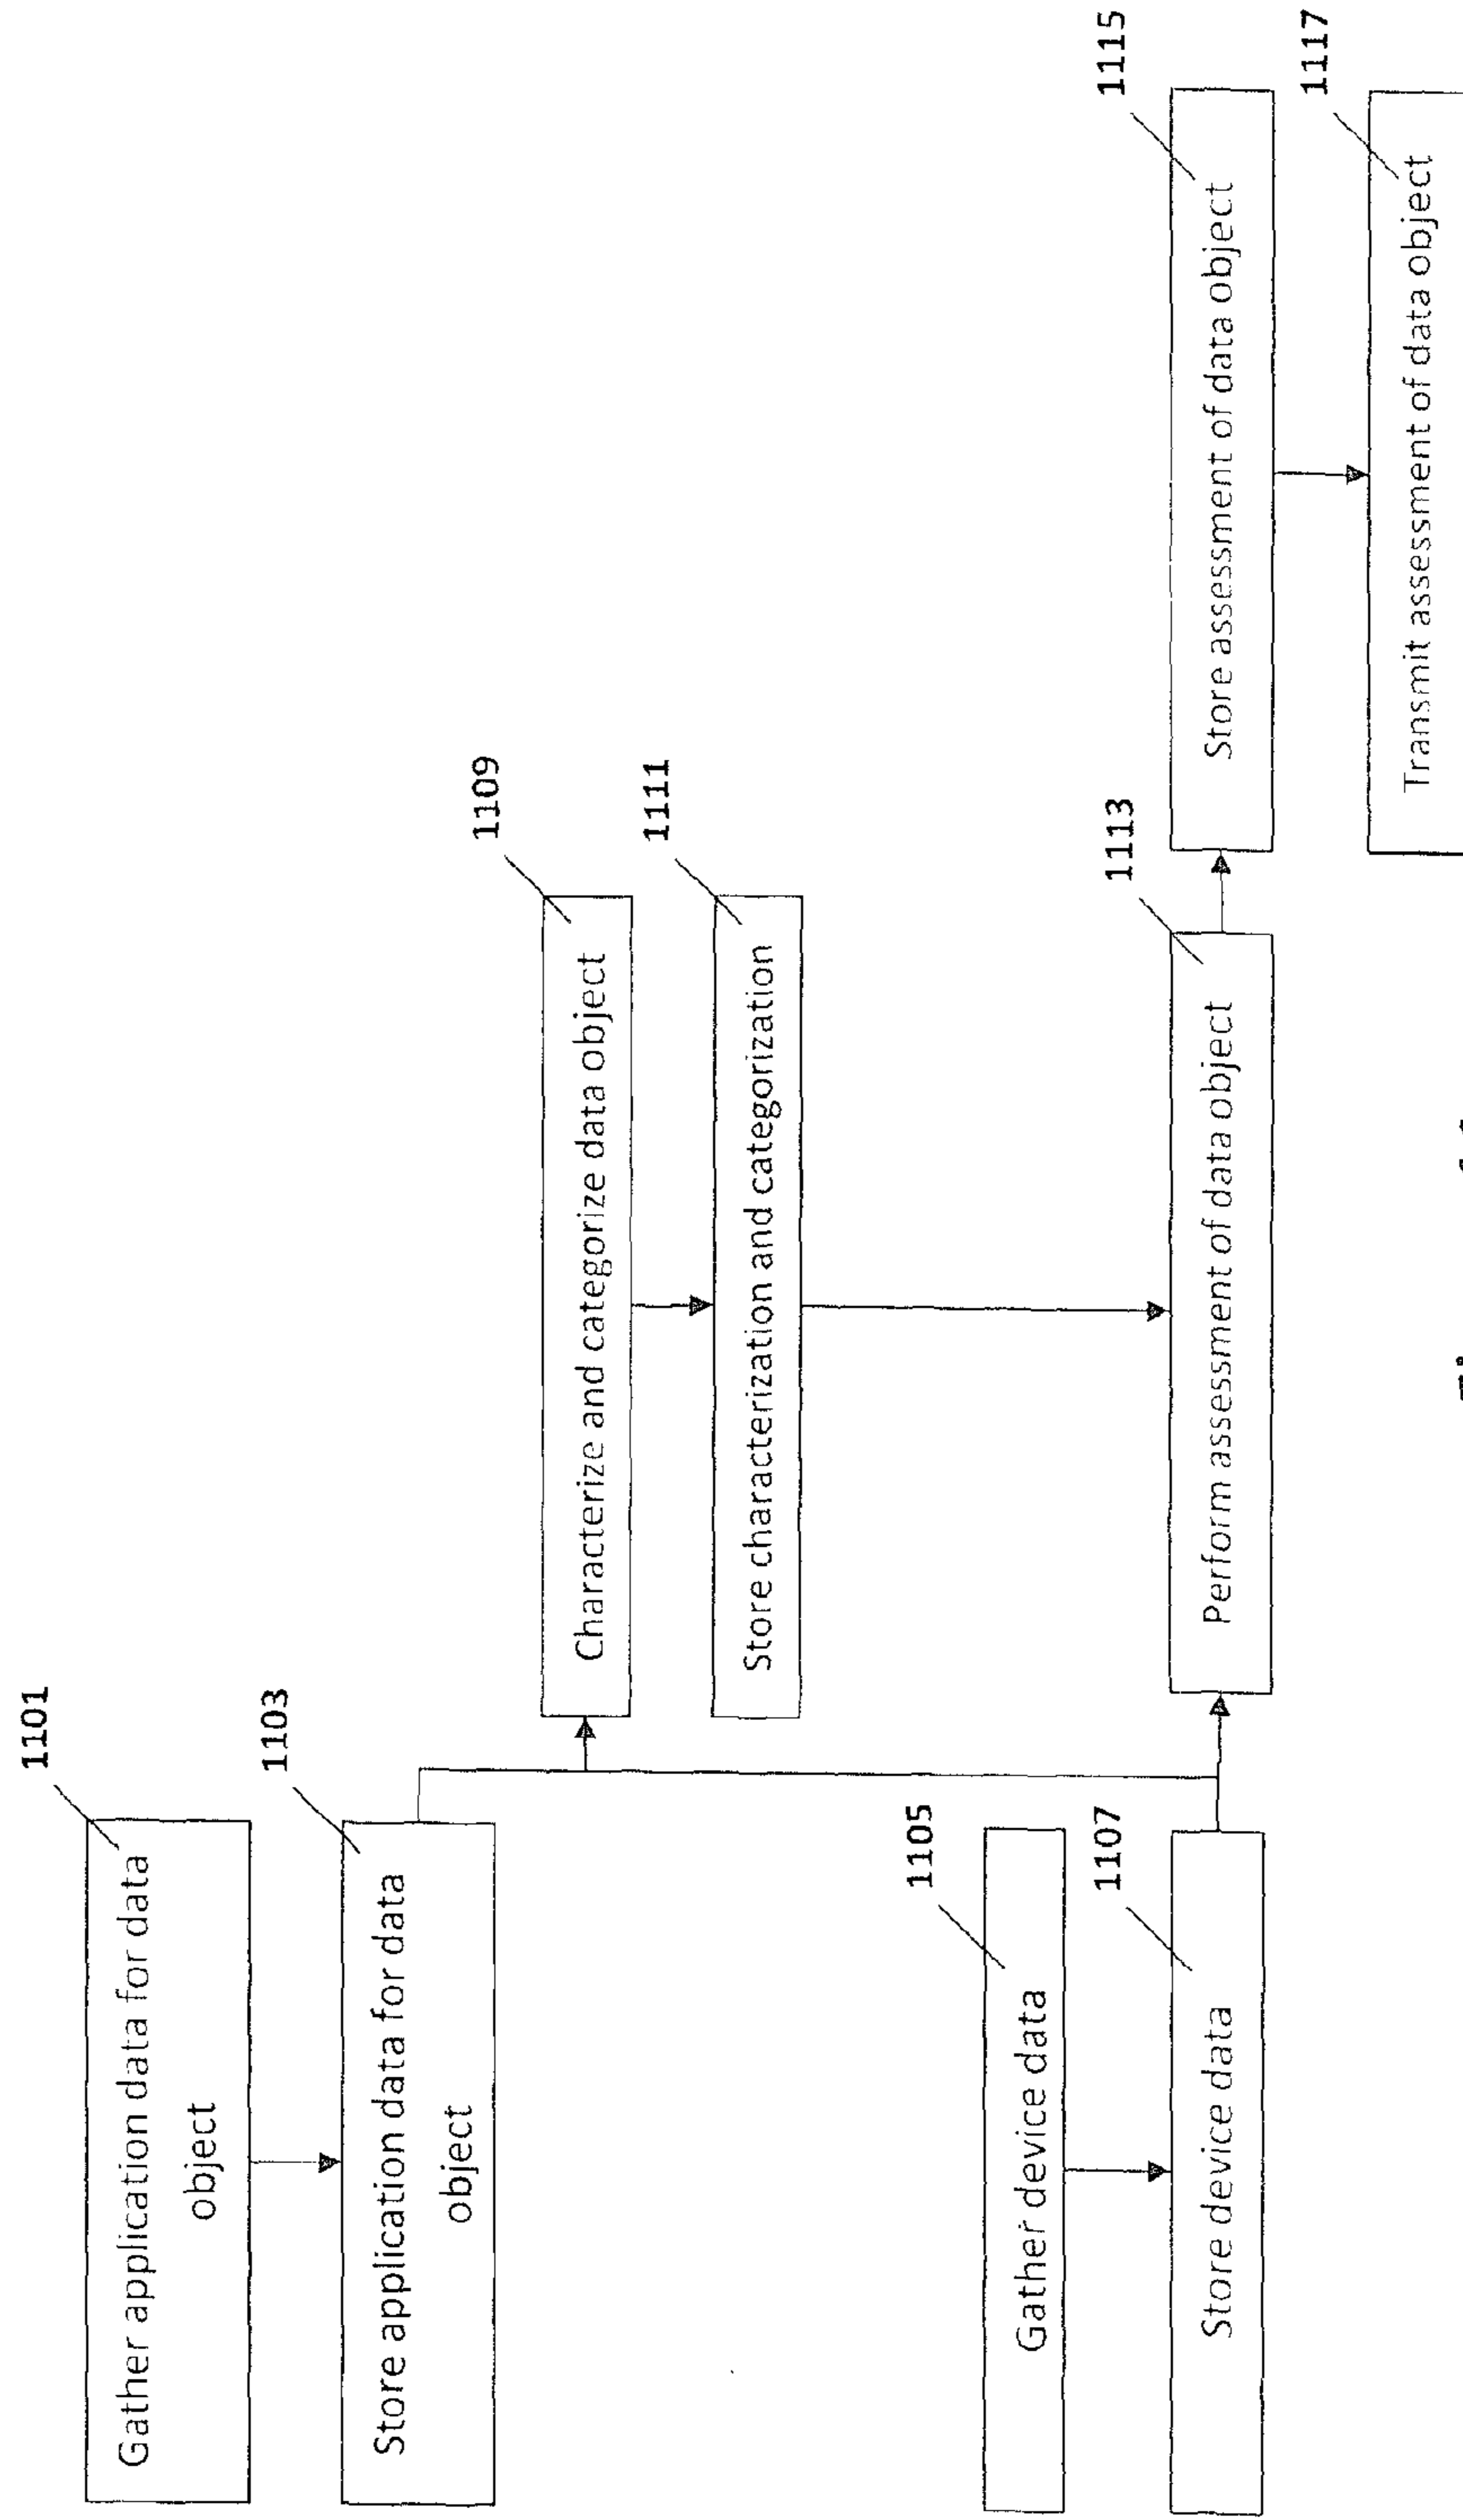 1101
Gather application data for data
object
1103
Store application data for data
object
1105
Gather device data
1107
Store device data
1109
Characterize and categorize data object
1111
Store characterization and categorization
1113
Perform assessment of data object
1115
Store assessment of data object
1117
Transmit assessment of data object